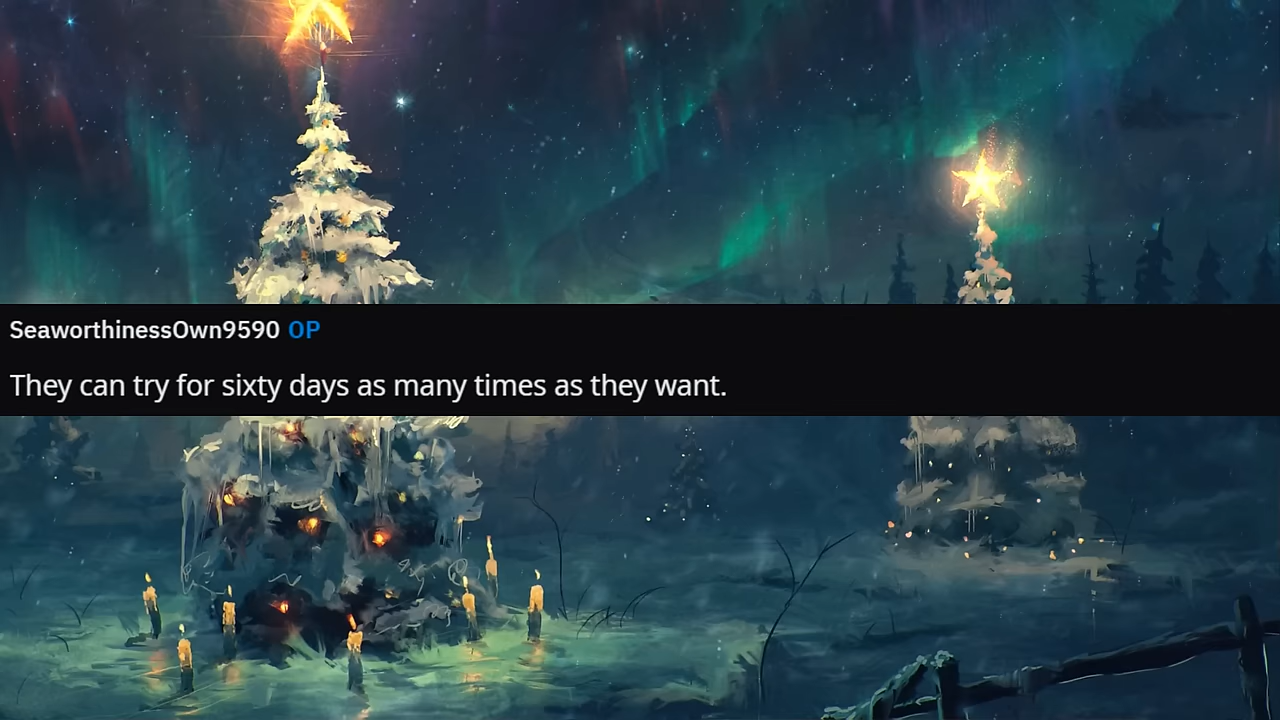 SeaworthinessOwn9590 OP
They can try for sixty days as many times as they want.